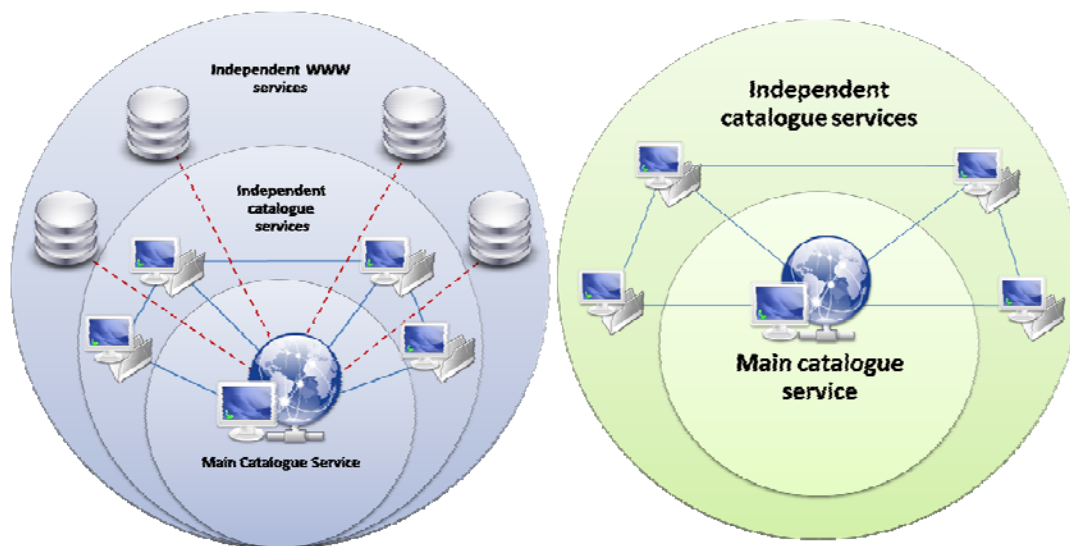 Independent WWW
services
Independent
catalogue
services
Main Catalogue Service
Independent
catalogue services
Main catalogue
service